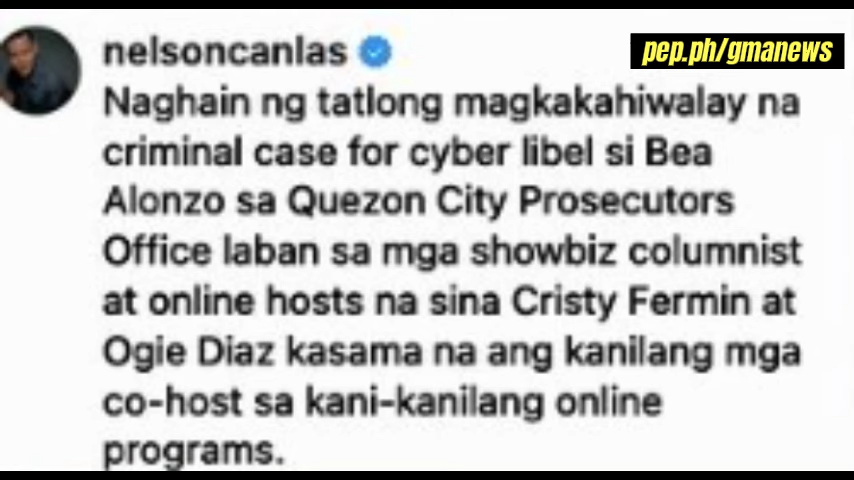 nelsoncanlas
pep.ph/gmanews
Naghain ng tatlong magkakahiwalay na
criminal case for cyber libel si Bea
Alonzo sa Quezon City Prosecutors
Office laban sa mga showbiz columnist
at online hosts na sina Cristy Fermin at
Ogie Diaz kasama na ang kanilang mga
co-host sa kani-kanilang online
programs.